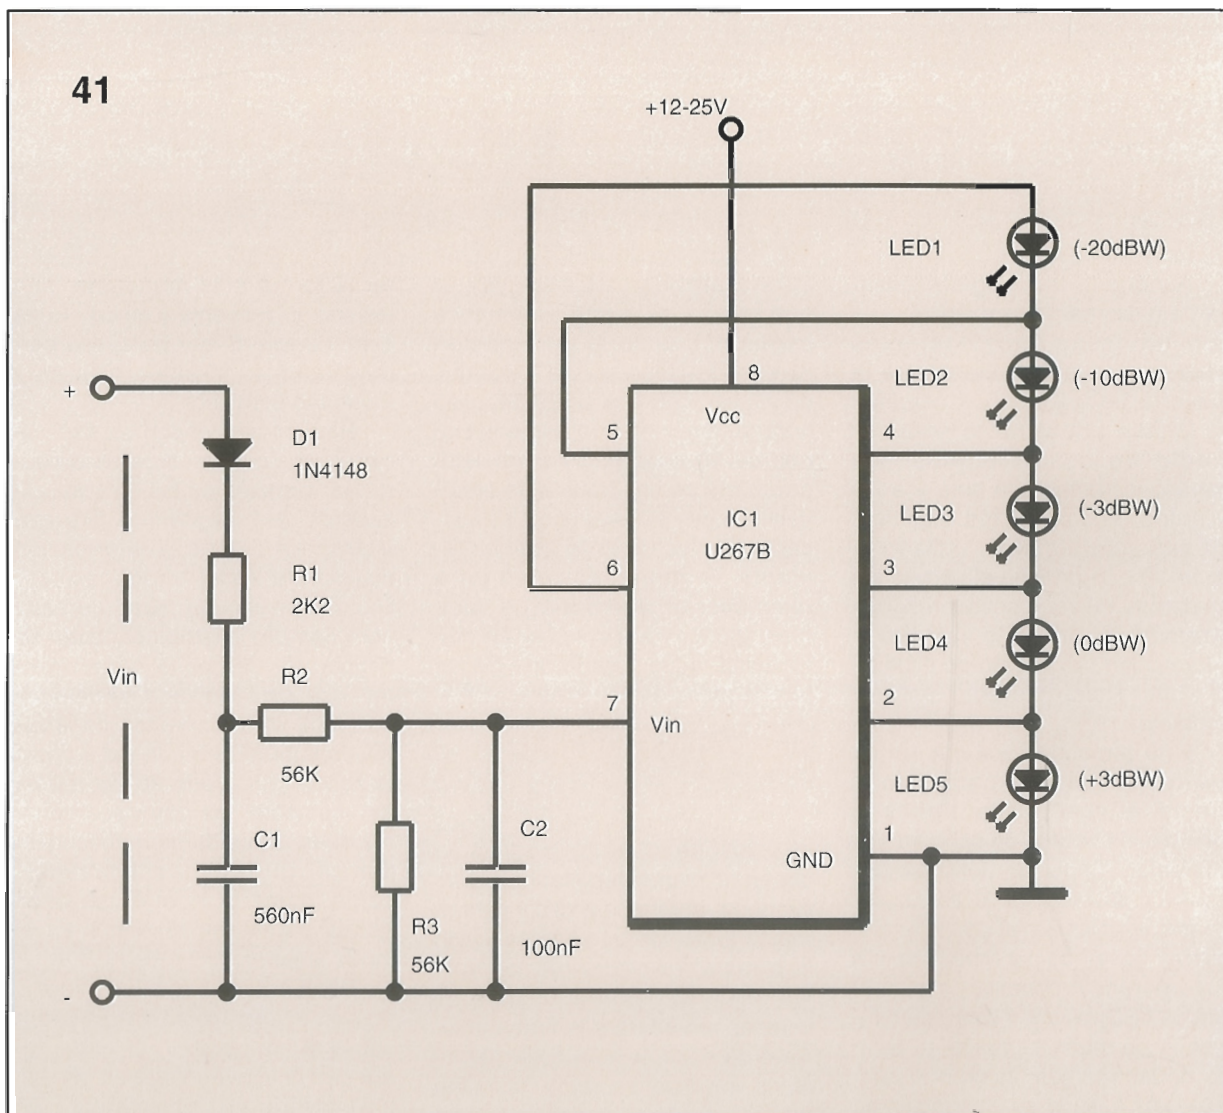 41
+12-25V
LED1
(-20dBW)
8
LED2
(-10dBW)
+
Vcc
5
4
D1
1N4148
IC1
U267B
LED3
(-3dBW)
6
3
R1
2K2
LED4
(0dBW)
Vin
R2
7
2
Vin
56K
LED5
(+3dBW)
C1
C2
1
GND
560nF
R3
100nF
56K
-